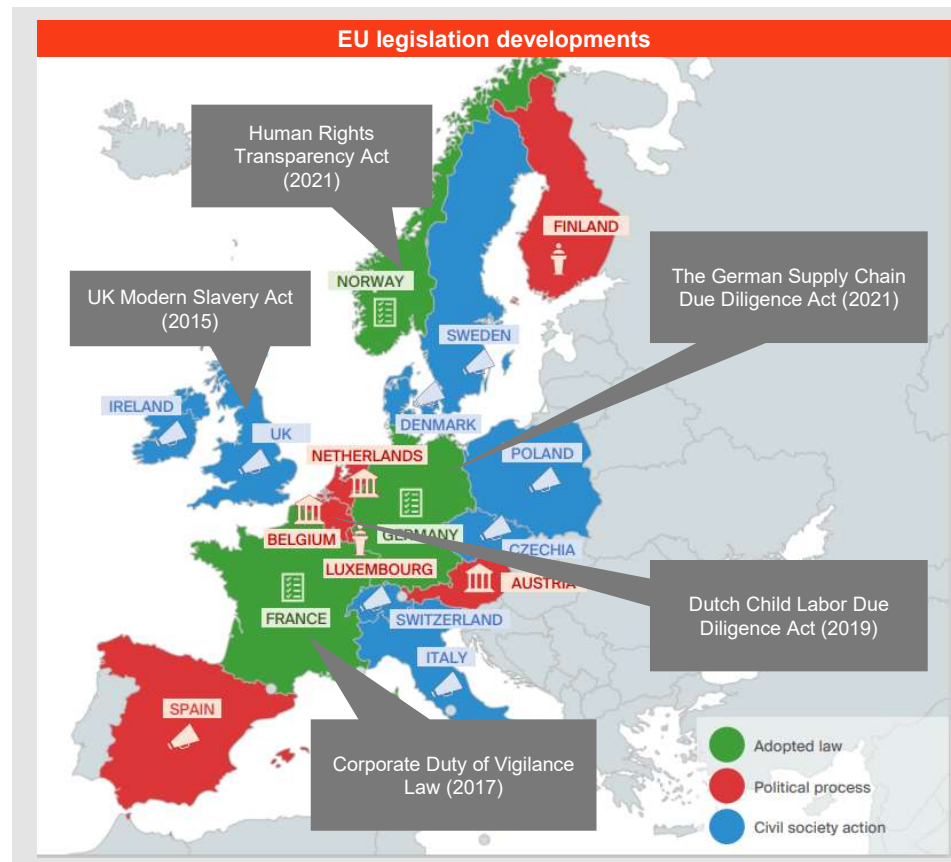 EU legislation developments
Human Rights
Transparency Act
(2021)
FINLAND
The German Supply Chain
Due Diligence Act (2021)
NORWAY
UK Modern Slavery Act
(2015)
SWEDEN
IRELAND
DENMARK
UK
POLAND
NETHERLANDS
BELGIUM
GERMANY
CZECHIA
LUXEMBOURG
AUSTRIA
FRANCE
SWITZERLAND
Dutch Child Labor Due
Diligence Act (2019)
ITALY
SPAIN
Corporate Duty of Vigilance
Law (2017)
Adopted law
Political process
Civil society action